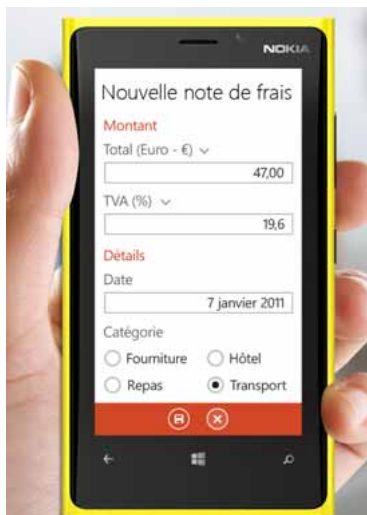 NOKIA
Nouvelle note de frais
Montant
Total (Euro - €)
47,00
TVA (%)
19,6
Détails
Date
7 janvier 2011
Catégorie
Fourniture Hôtel
Repas Transport